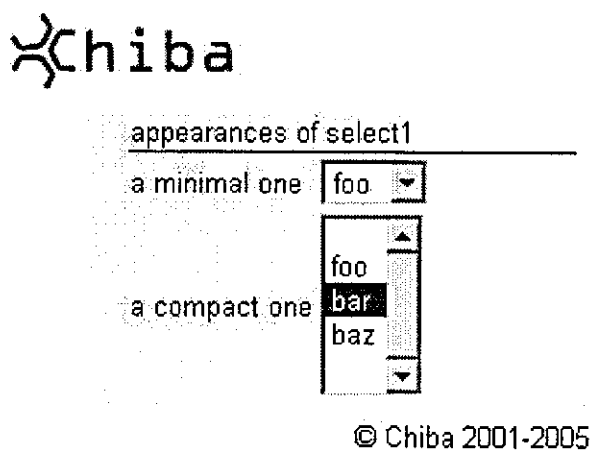 Chiba
appearances of select1
a minimal one foo
foo
a compact one bar
baz
© Chiba 2001-2005